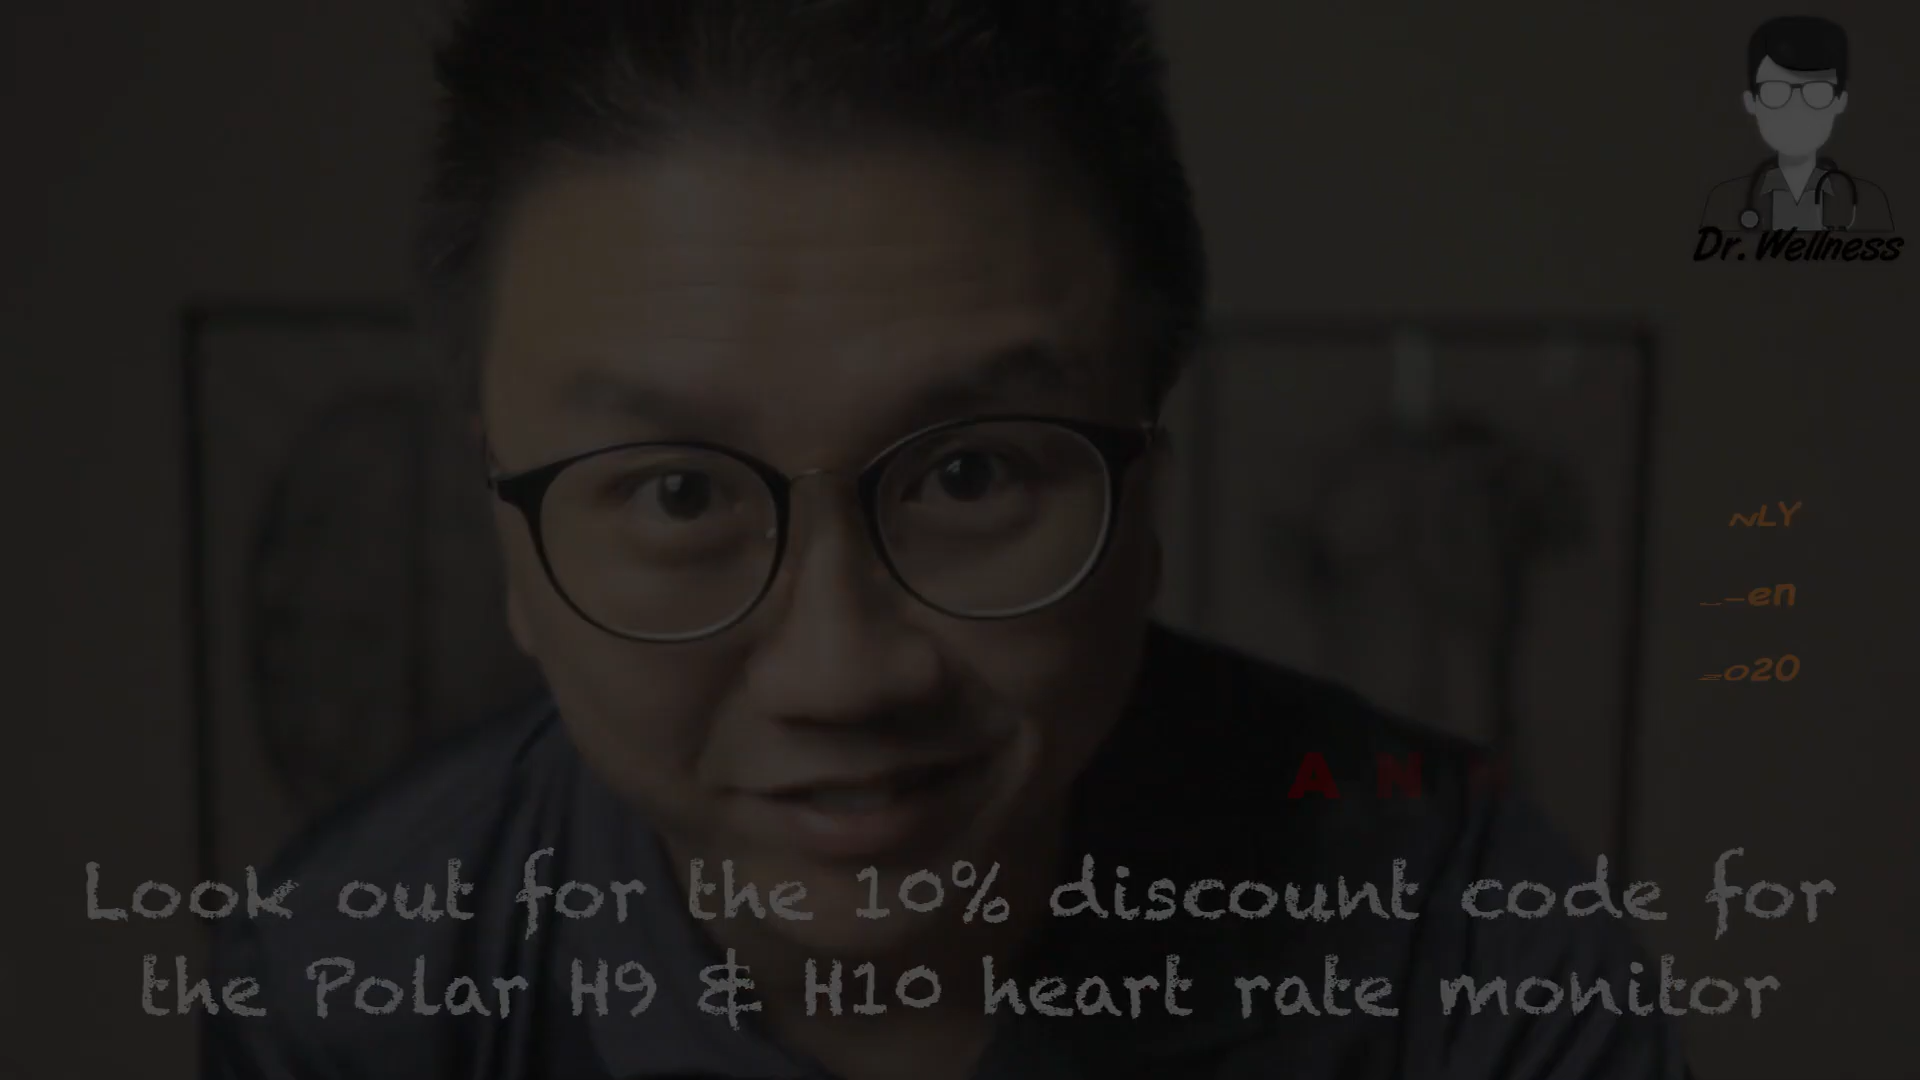 Dr. Wellness
Look out for the 10% discount code for
the Polar H9 & H10 heart rate monitor